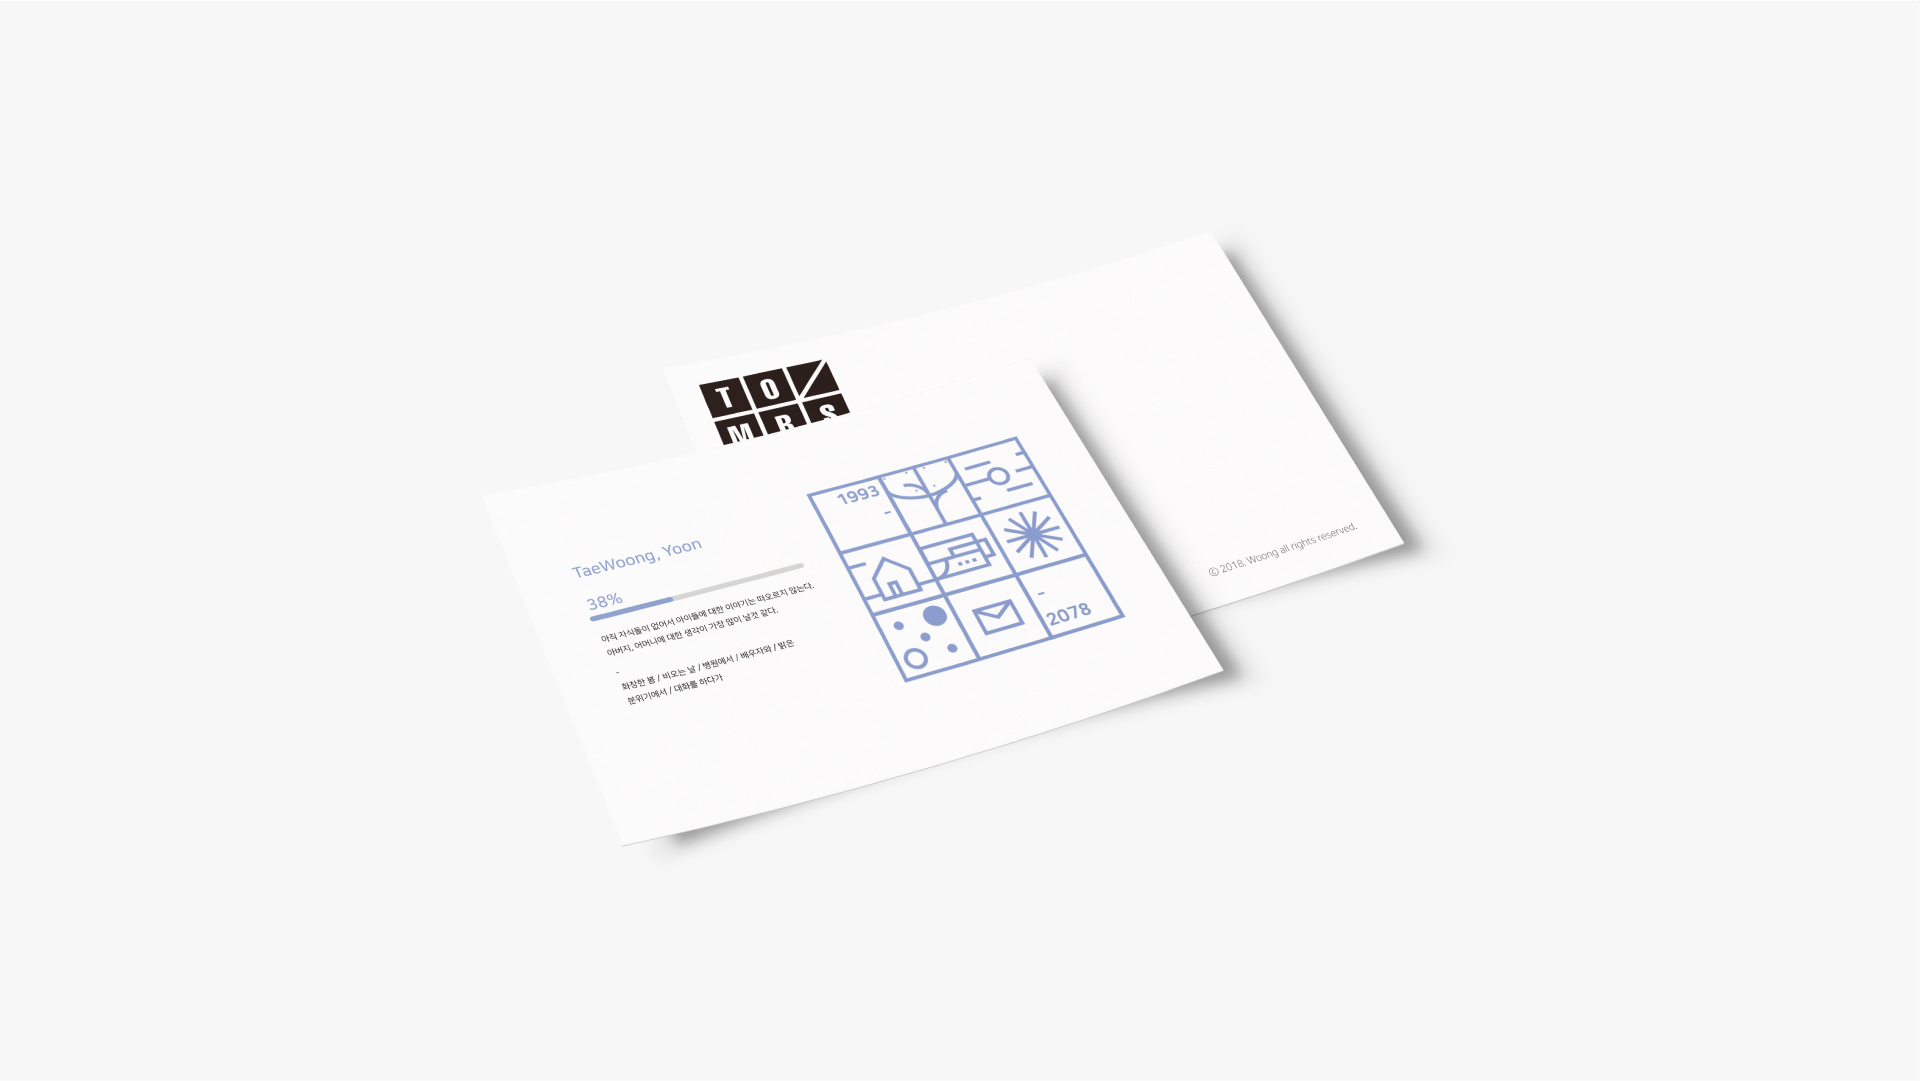 TO
MRS
1993
-
TaeWoong, Yoon
38%
아직 자식들이 없어서 아이들에 대한 이야기는 떠오르지 않는다.
아버지, 어머니에 대한 생각이 가장 많이 날것 같다.
-
화창한 봄 / 비오는 날 / 병원에서 / 배우자와 / 밝은
분위기에서 / 대화를 하다가
-
2078
© 2018. Woong all rights reserved.